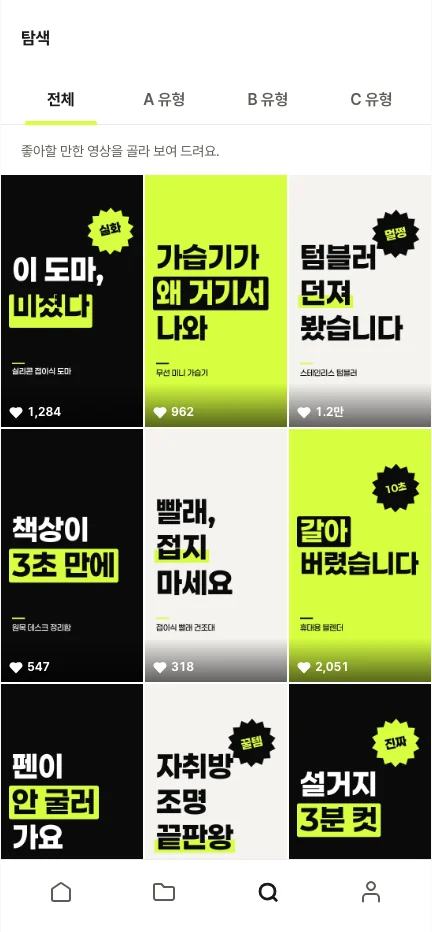 탐색
전체
A 유형
B 유형
C 유형
좋아할 만한 영상을 골라 보여 드려요.
실화
이 도마,
미쳤다
실리콘 접이식 도마
1,284
가습기가
왜 거기서
나와
무선 미니 가습기
962
멀쩡
텀블러
던져
봤습니다
스테인리스 텀블러
1.2만
책상이
3초 만에
원목 데스크 정리함
547
빨래,
접지
마세요
접이식 빨래 건조대
318
10초
갈아
버렸습니다
휴대용 블렌더
2,051
펜이
안 굴러
가요
꿀템
자취방
조명
끝판왕
진짜
설거지
3분 컷